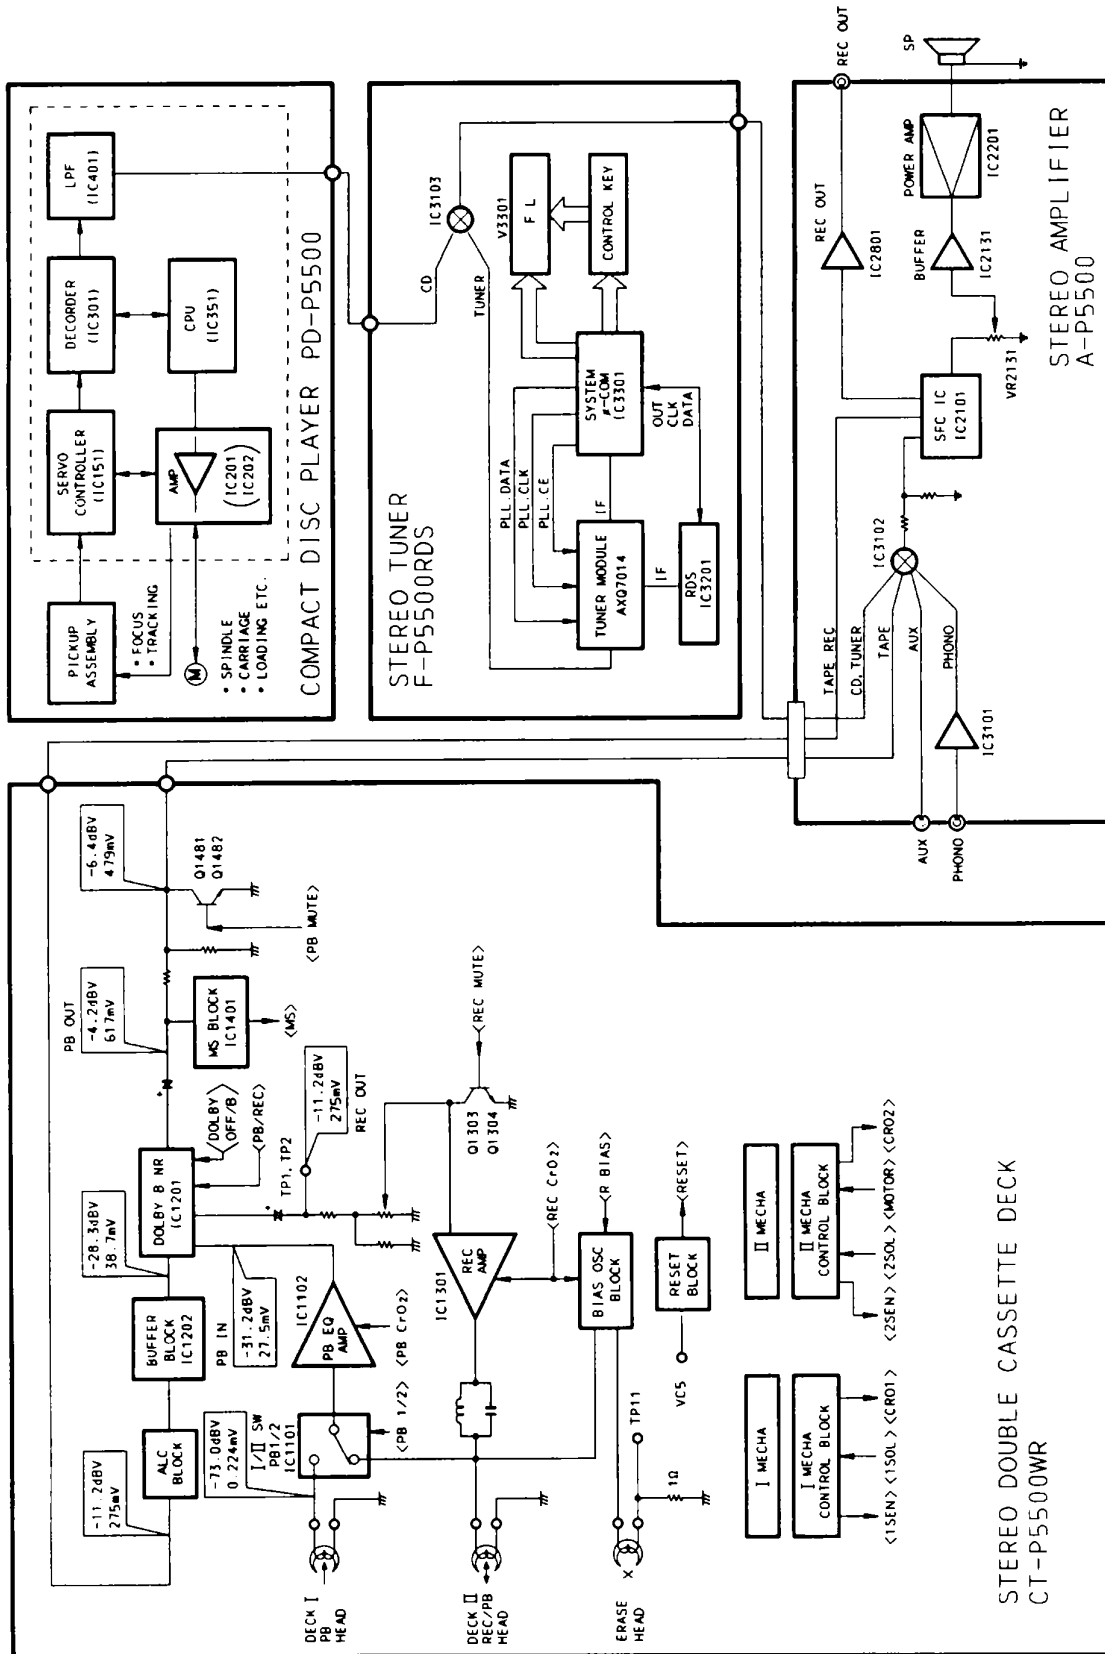 DECK I
PB
HEAD
DECK II
REC/PB
HEAD
ERASE
HEAD
-11.2dBV
275mV
ALC
BLOCK
BUFFER
BLOCK
IC1202
-28.3dBV
38.7mV
DOLBY B NR
IC1201
<DOLBY
OFF/B>
<PB/REC>
PB OUT
-4.2dBV
617mV
MS BLOCK
IC1401
<MS>
-6.4dBV
479mV
Q1481
Q1482
<PB MUTE>
-73.0dBV
0.224mV
I/II SW
PB1/2
IC1101
<PB 1/2>
PB IN
-31.2dBV
27.5mV
IC1102
PB EQ
AMP
<PB CrO2>
TP1, TP2
-11.2dBV
275mV
REC OUT
IC1301
REC
AMP
Q1303
Q1304
<REC MUTE>
<REC CrO2>
BIAS OSC
BLOCK
<R BIAS>
TP11
1Ω
VC5
RESET
BLOCK
<RESET>
I MECHA
I MECHA
CONTROL BLOCK
<1SEN> <1SOL> <CRO1>
II MECHA
II MECHA
CONTROL BLOCK
<2SEN> <2SOL> <MOTOR> <CRO2>
STEREO DOUBLE CASSETTE DECK
CT-P5500WR
PICKUP
ASSEMBLY
• FOCUS
• TRACKING
M
• SPINDLE
• CARRIAGE
• LOADING ETC.
SERVO
CONTROLLER
(IC151)
AMP
(IC201
IC202)
DECORDER
(IC301)
CPU
(IC351)
LPF
(IC401)
COMPACT DISC PLAYER PD-P5500
STEREO TUNER
F-P5500RDS
CD
TUNER
IC3103
V3301
F L
CONTROL KEY
SYSTEM
μ-COM
IC3301
PLL.DATA
PLL.CLK
PLL.CE
IF
OUT
CLK
DATA
TUNER MODULE
AXQ7014
IF
RDS
IC3201
TAPE REC
CD, TUNER
TAPE
AUX
PHONO
AUX
PHONO
IC3101
IC3102
SFC IC
IC2101
VR2131
BUFFER
IC2131
REC OUT
IC2801
POWER AMP
IC2201
REC OUT
SP
STEREO AMPLIFIER
A-P5500